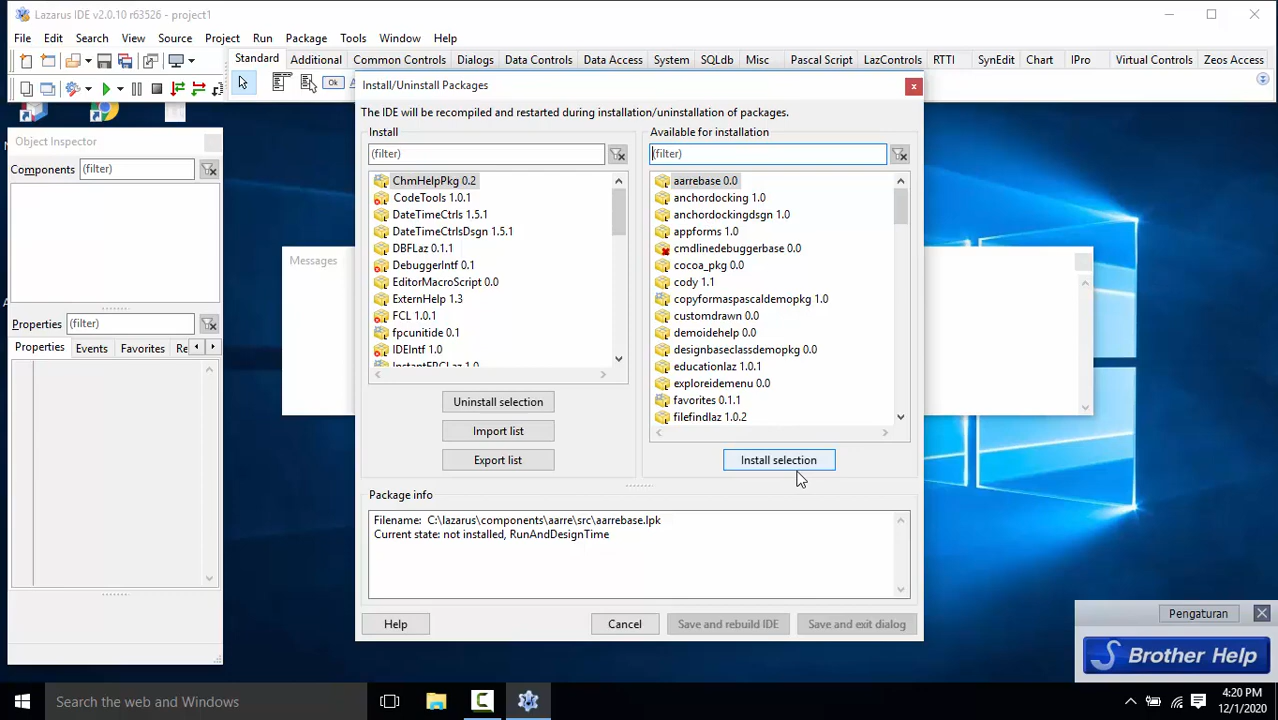 Lazarus IDE v2.0.10 r63526 - project1
File Edit Search View Source Project Run Package Tools Window Help
Standard Additional Common Controls Dialogs Data Controls Data Access System SQLdb Misc Pascal Script LazControls RTTI SynEdit Chart IPro Virtual Controls Zeos Access
Ok
Object Inspector
Components (filter)
Properties (filter)
Properties Events Favorites Re
Messages
Install/Uninstall Packages
The IDE will be recompiled and restarted during installation/uninstallation of packages.
Install
(filter)
ChmHelpPkg 0.2
CodeTools 1.0.1
DateTimeCtrls 1.5.1
DateTimeCtrlsDsgn 1.5.1
DBFLaz 0.1.1
DebuggerIntf 0.1
EditorMacroScript 0.0
ExternHelp 1.3
FCL 1.0.1
fpcunitide 0.1
IDEIntf 1.0
InstantFPCLaz 1.0
Uninstall selection
Import list
Export list
Available for installation
(filter)
aarrebase 0.0
anchordocking 1.0
anchordockingdsgn 1.0
appforms 1.0
cmdlinedebuggerbase 0.0
cocoa_pkg 0.0
cody 1.1
copyformaspascaldemopkg 1.0
customdrawn 0.0
demoidehelp 0.0
designbaseclassdemopkg 0.0
educationlaz 1.0.1
exploreidemenu 0.0
favorites 0.1.1
filefindlaz 1.0.2
Install selection
Package info
Filename: C:\lazarus\components\aarre\src\aarrebase.lpk
Current state: not installed, RunAndDesignTime
Help Cancel Save and rebuild IDE Save and exit dialog
Pengaturan
Brother Help
Search the web and Windows
4:20 PM
12/1/2020